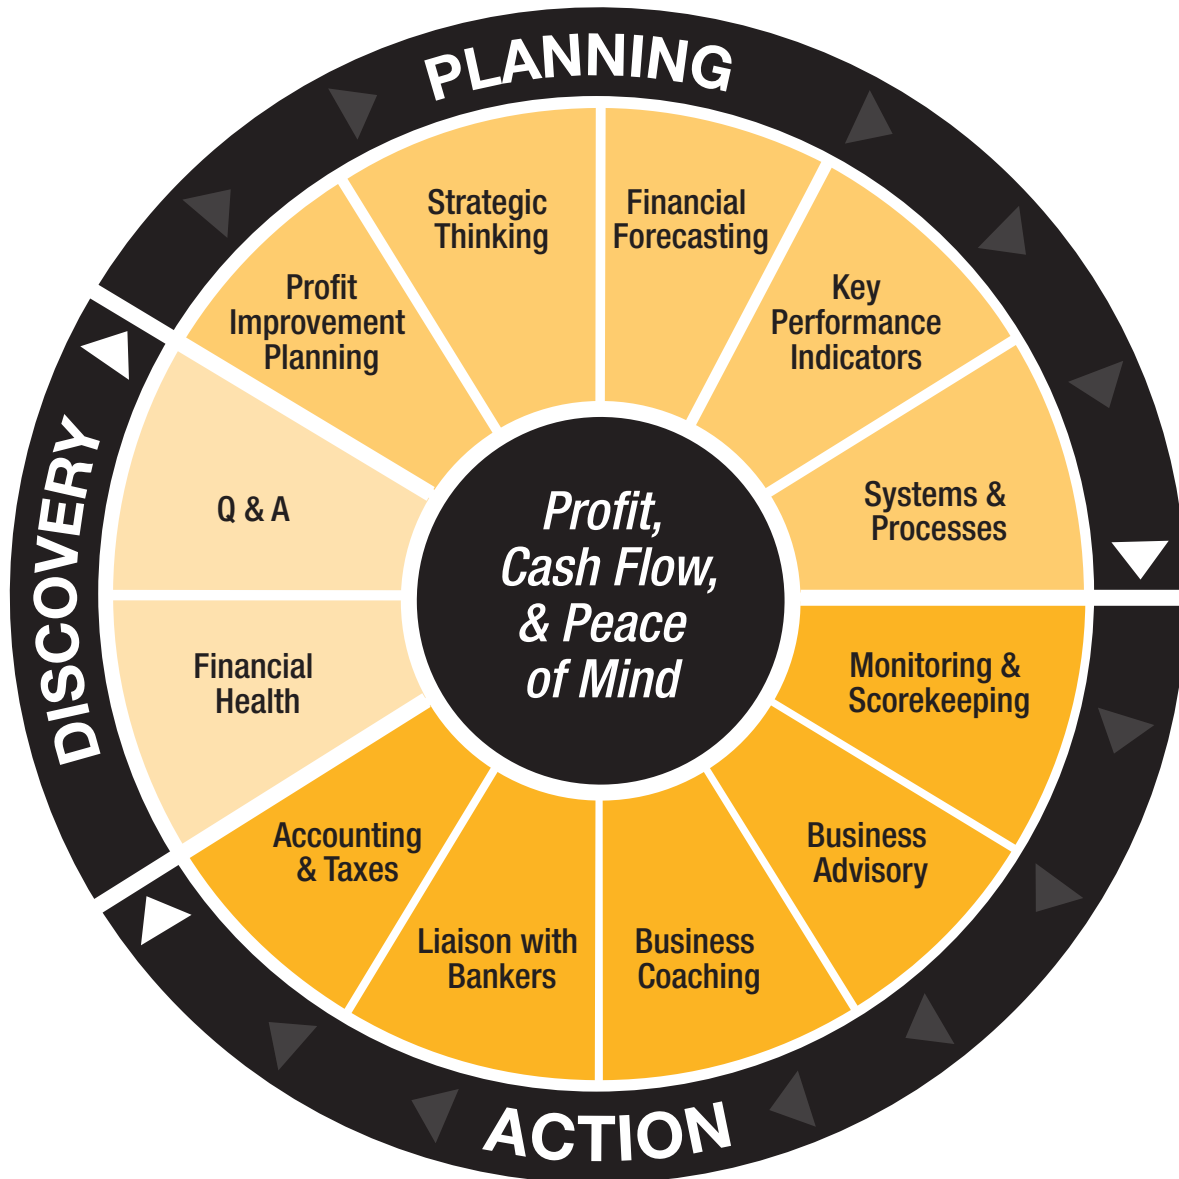 PLANNING
Strategic
Thinking
Financial
Forecasting
Profit
Improvement
Planning
Key
Performance
Indicators
Q & A
Systems &
Processes
DISCOVERY
Profit,
Cash Flow,
& Peace
of Mind
Financial
Health
Monitoring &
Scorekeeping
Accounting
& Taxes
Business
Advisory
Liaison with
Bankers
Business
Coaching
ACTION